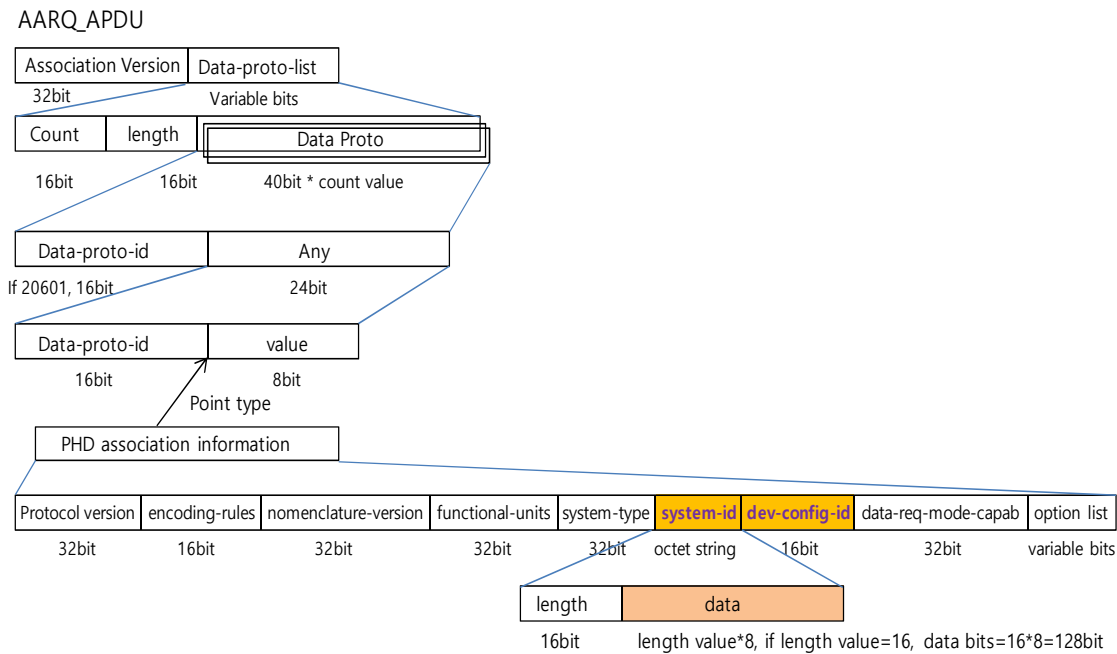 AARQ_APDU
Association Version Data-proto-list
32bit Variable bits
Count length Data Proto
16bit 16bit 40bit * count value
Data-proto-id Any
If 20601, 16bit 24bit
Data-proto-id value
16bit 8bit
Point type
PHD association information
Protocol version encoding-rules nomenclature-version functional-units system-type system-id dev-config-id data-req-mode-capab option list
32bit 16bit 32bit 32bit 32bit octet string 16bit 32bit variable bits
length data
16bit length value*8, if length value=16, data bits=16*8=128bit